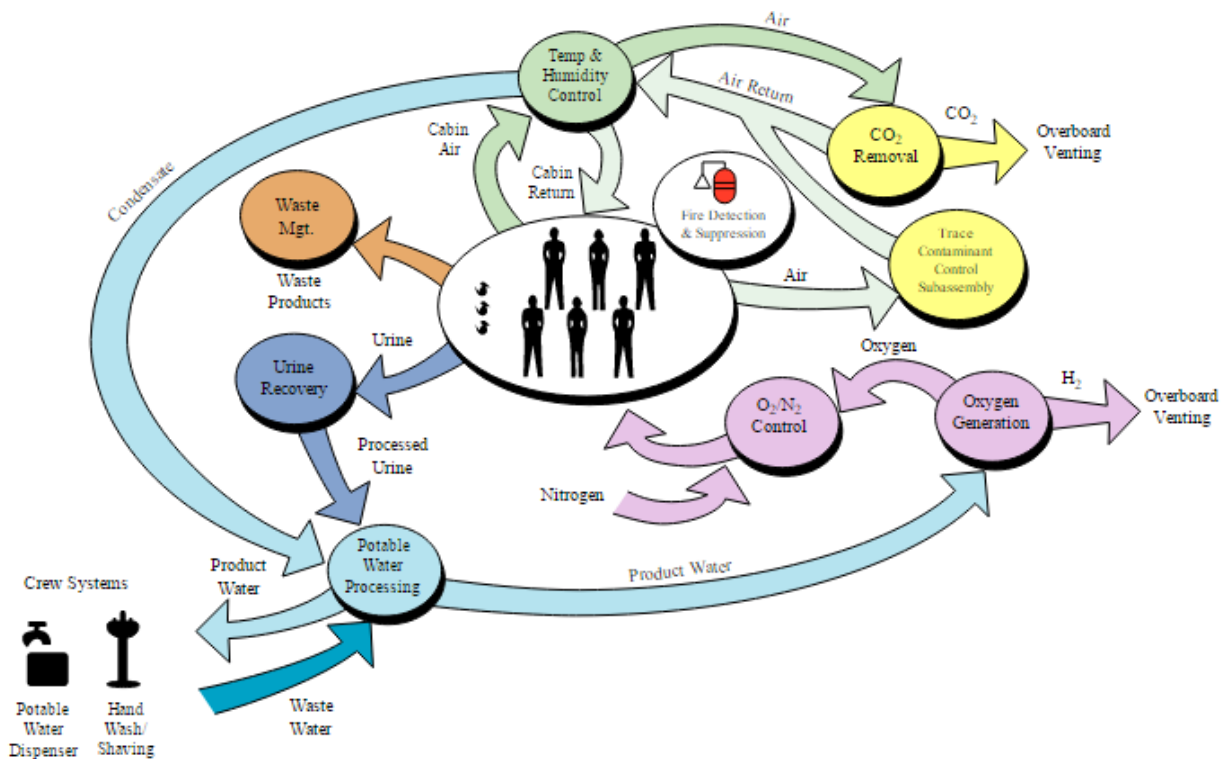 Air
Temp &
Humidity
Control
Air Return
CO₂
Overboard
Venting
CO₂
Removal
Cabin
Air
Cabin
Return
Condensate
Waste
Mgt.
Fire Detection
& Suppression
Trace
Contaminant
Control
Subassembly
Waste
Products
Air
Urine
Oxygen
Urine
Recovery
H₂
Overboard
Venting
O₂/N₂
Control
Oxygen
Generation
Processed
Urine
Nitrogen
Potable
Water
Processing
Product
Water
Product Water
Crew Systems
Waste
Water
Potable
Water
Dispenser
Hand
Wash/
Shaving